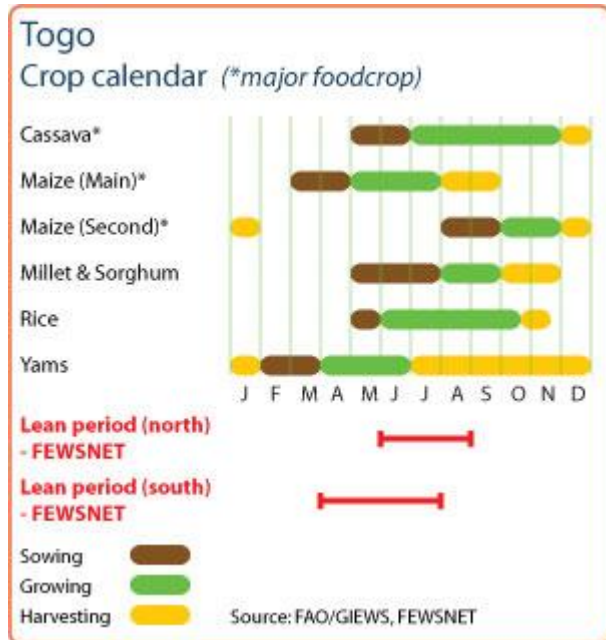 Togo
Crop calendar (*major foodcrop)
Cassava*
Maize (Main)*
Maize (Second)*
Millet & Sorghum
Rice
Yams
J F M A M J J A S O N D
Lean period (north)
- FEWSNET
Lean period (south)
- FEWSNET
Sowing
Growing
Harvesting
Source: FAO/GIEWS, FEWSNET